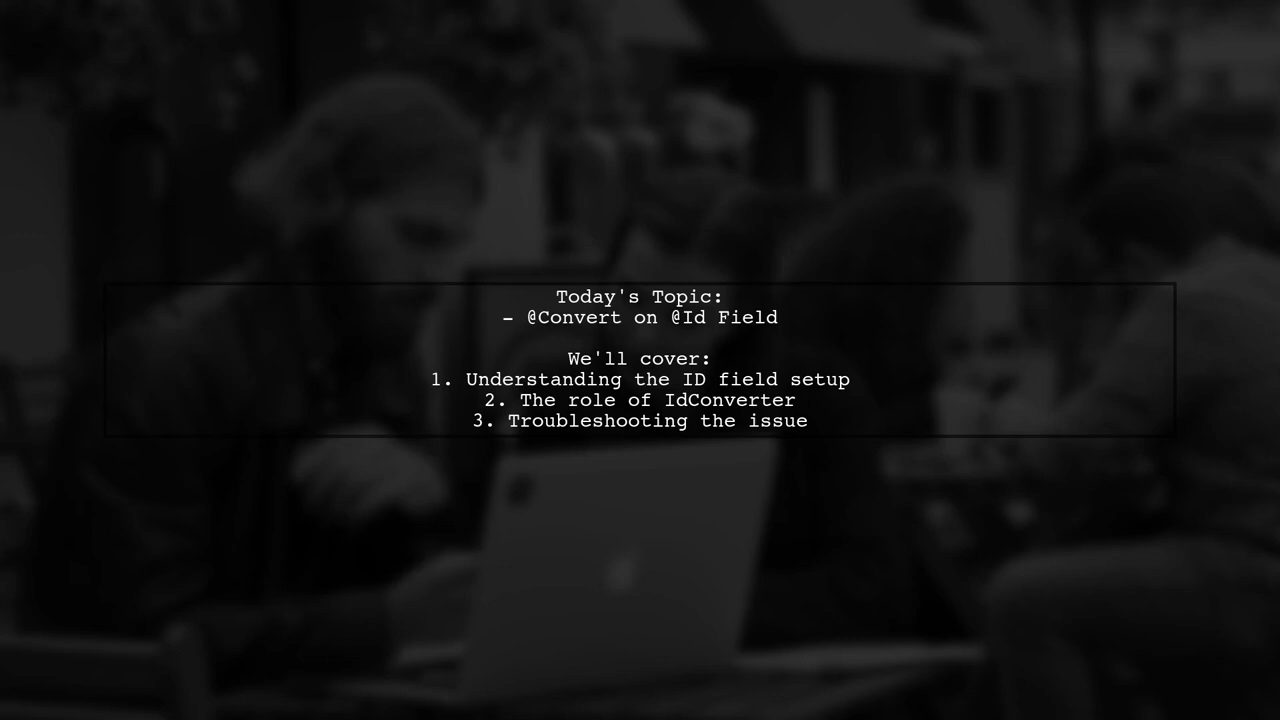 Today's Topic:
- @Convert on @Id Field
We'll cover:
1. Understanding the ID field setup
2. The role of IdConverter
3. Troubleshooting the issue